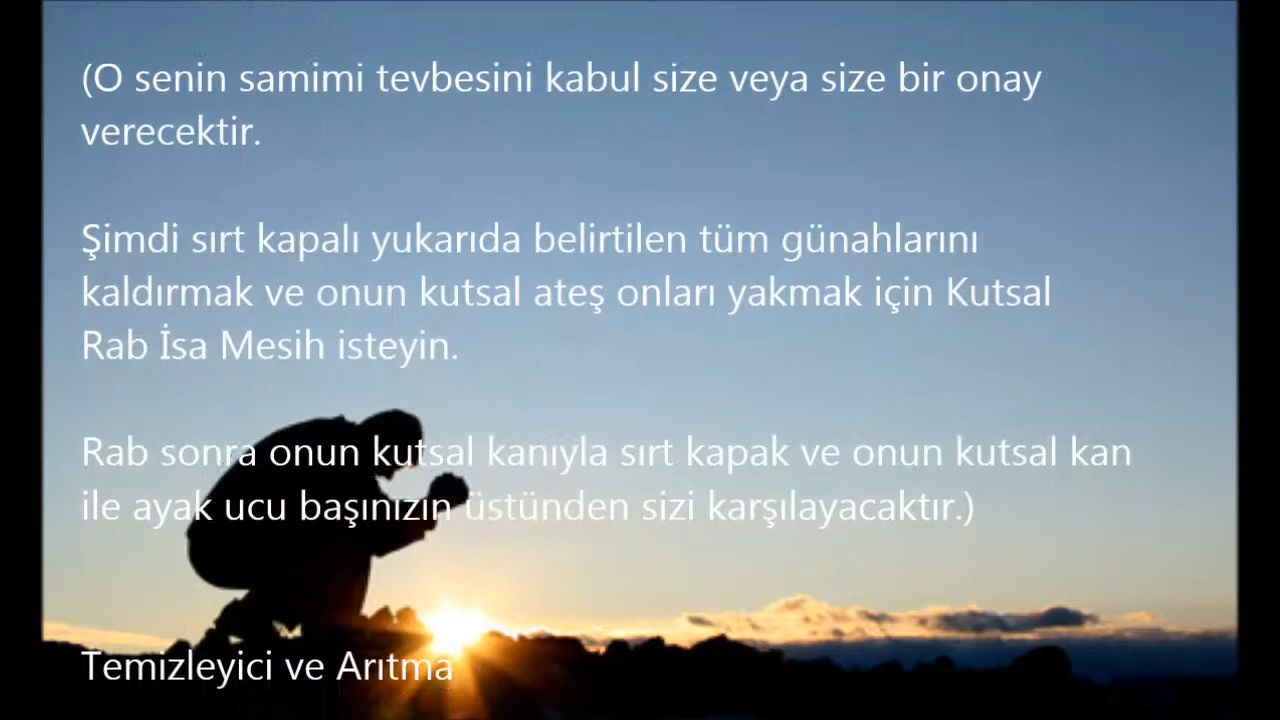 (O senin samimi tevbesini kabul size veya size bir onay
verecektir.
Şimdi sırt kapalı yukarıda belirtilen tüm günahlarını
kaldırmak ve onun kutsal ateş onları yakmak için Kutsal
Rab İsa Mesih isteyin.
Rab sonra onun kutsal kanıyla sırt kapak ve onun kutsal kan
ile ayak ucu başınızın üstünden sizi karşılayacaktır.)
Temizleyici ve Arıtma